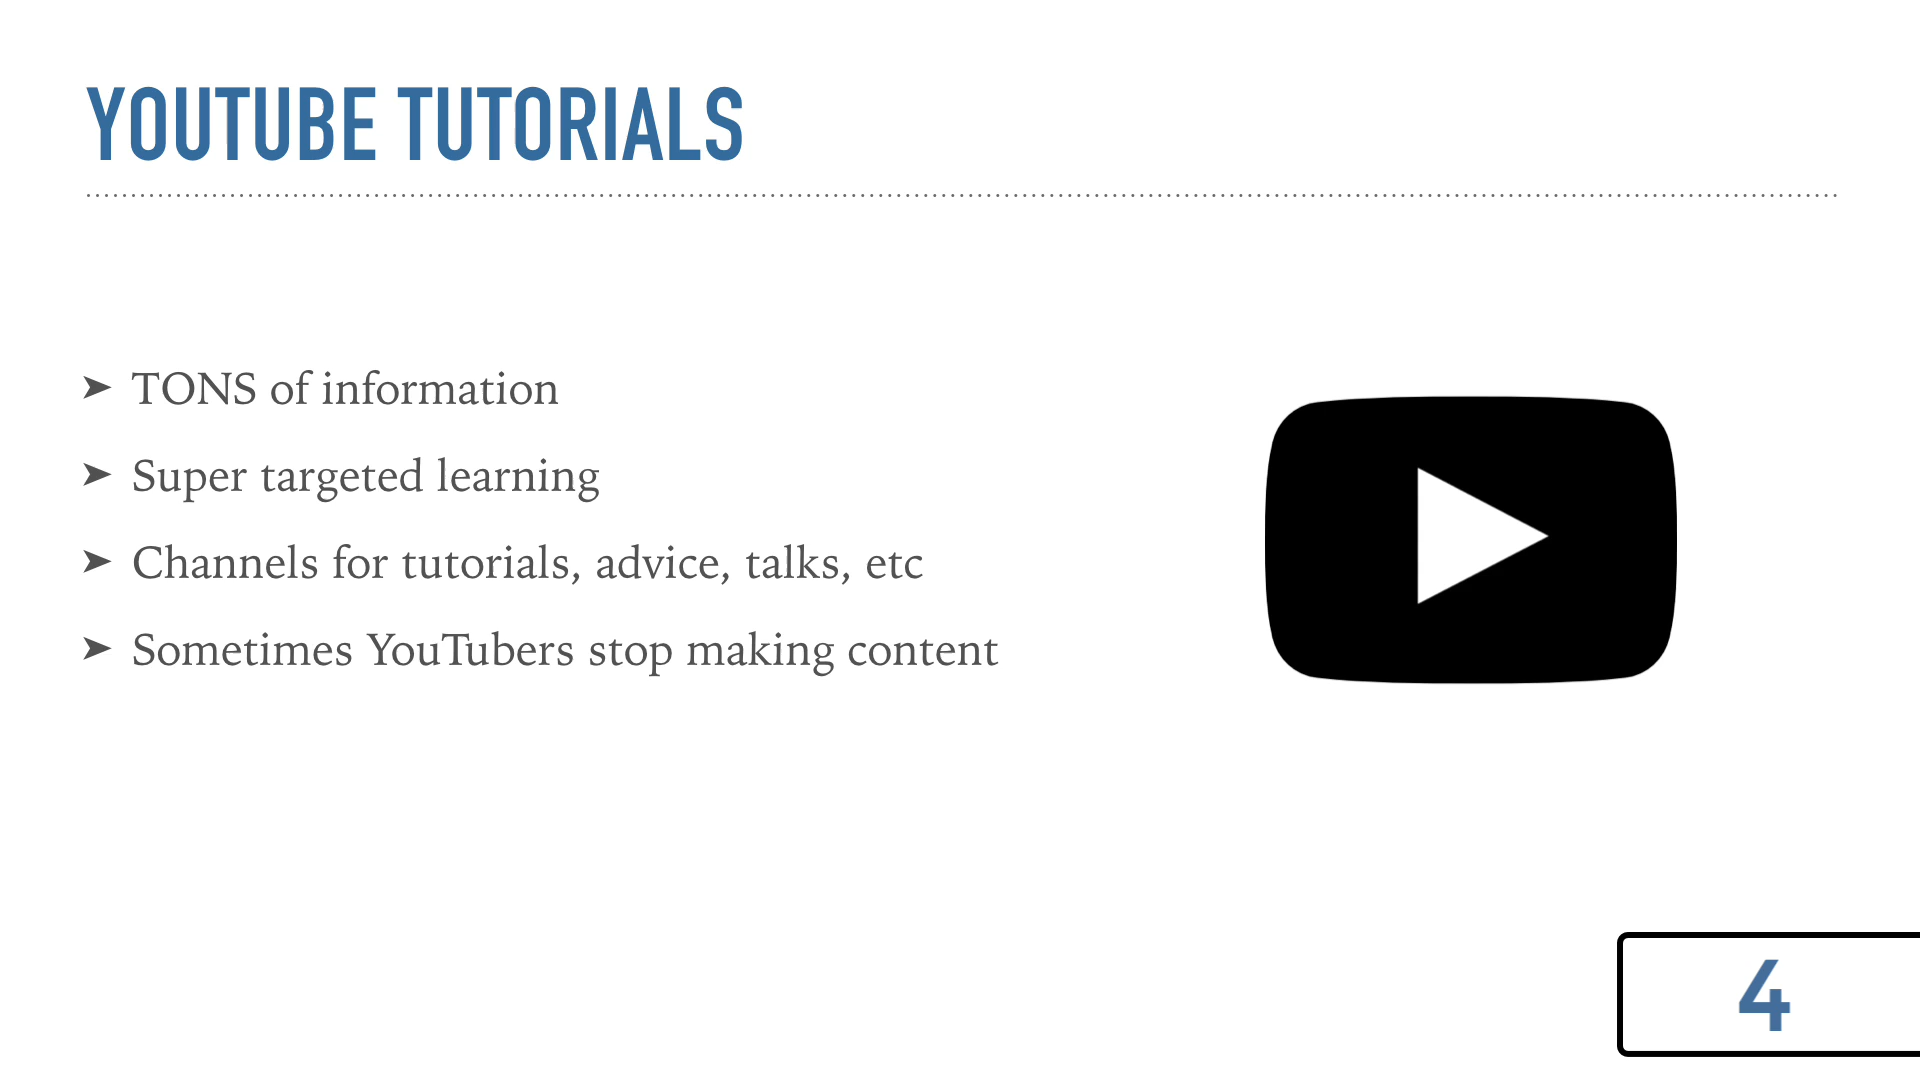 YOUTUBE TUTORIALS
➤ TONS of information
➤ Super targeted learning
➤ Channels for tutorials, advice, talks, etc
➤ Sometimes YouTubers stop making content
4